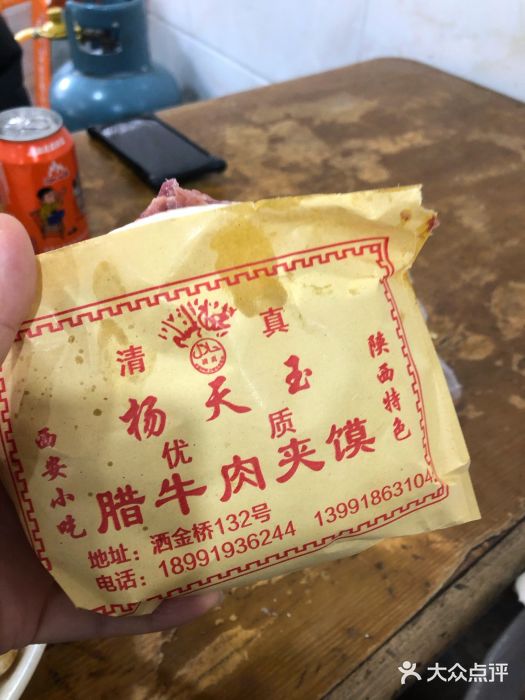 清真
杨天玉
优质
腊牛肉夹馍
西安小吃
陕西特色
地址：洒金桥132号
电话：18991936244 13991863104
大众点评